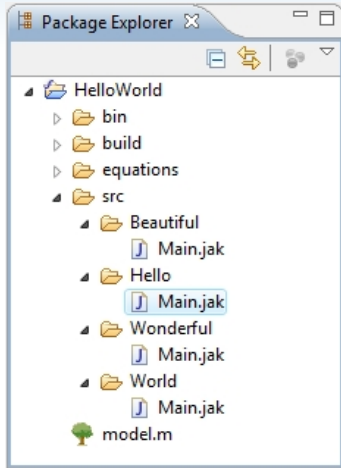 Package Explorer
HelloWorld
bin
build
equations
src
Beautiful
Main.jak
Hello
Main.jak
Wonderful
Main.jak
World
Main.jak
model.m